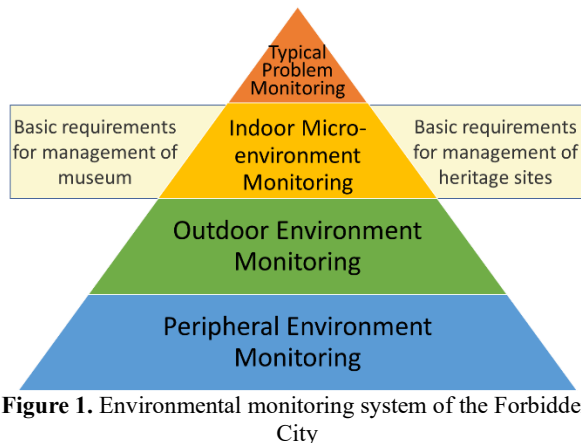 Typical
Problem
Monitoring
Basic requirements
for management of
museum
Indoor Micro-
environment
Monitoring
Basic requirements
for management of
heritage sites
Outdoor Environment
Monitoring
Peripheral Environment
Monitoring
Figure 1. Environmental monitoring system of the Forbidde
City